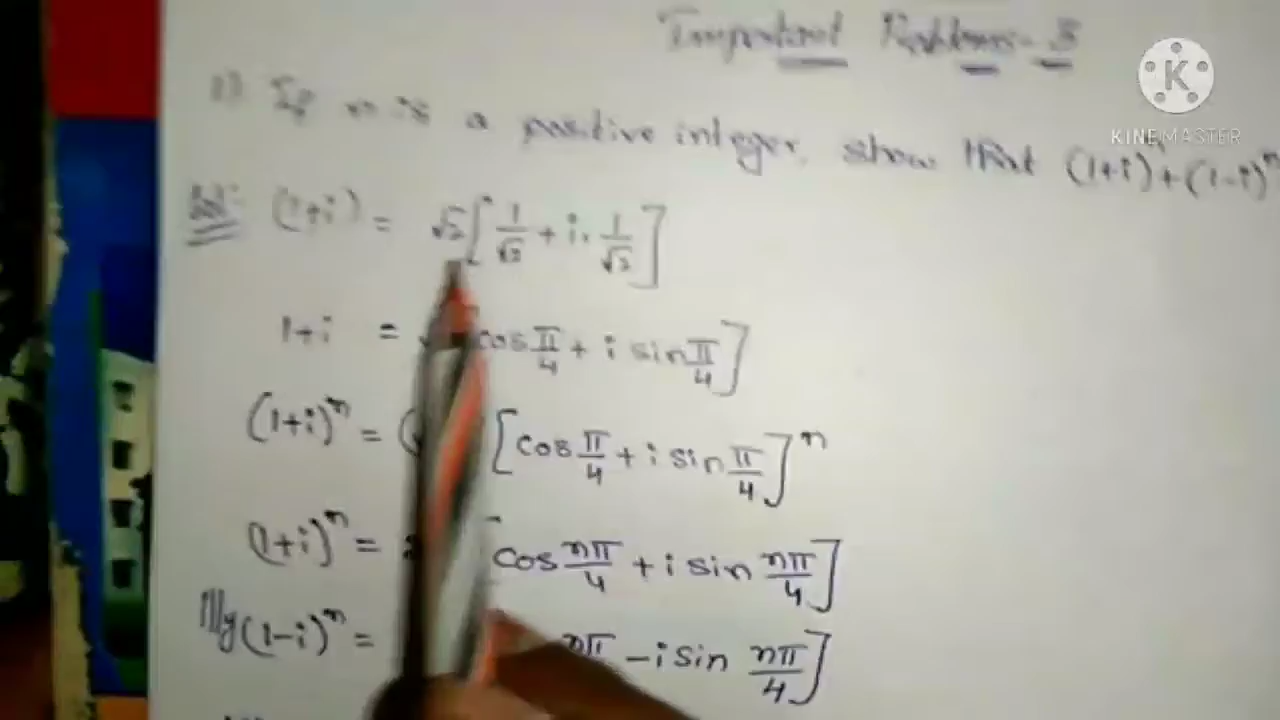 Important Problems-3
K
KINEMASTER
1) If n is a positive integer, show that (1+i)ⁿ+(1-i)ⁿ
Sol:- (1+i) = √2[1/√2 + i. 1/√2]
1+i = cos π/4 + i sin π/4]
(1+i)ⁿ = ( [cos π/4 + i sin π/4]ⁿ
(1+i)ⁿ = cos nπ/4 + i sin nπ/4]
Illy (1-i)ⁿ = nπ - i sin nπ/4]